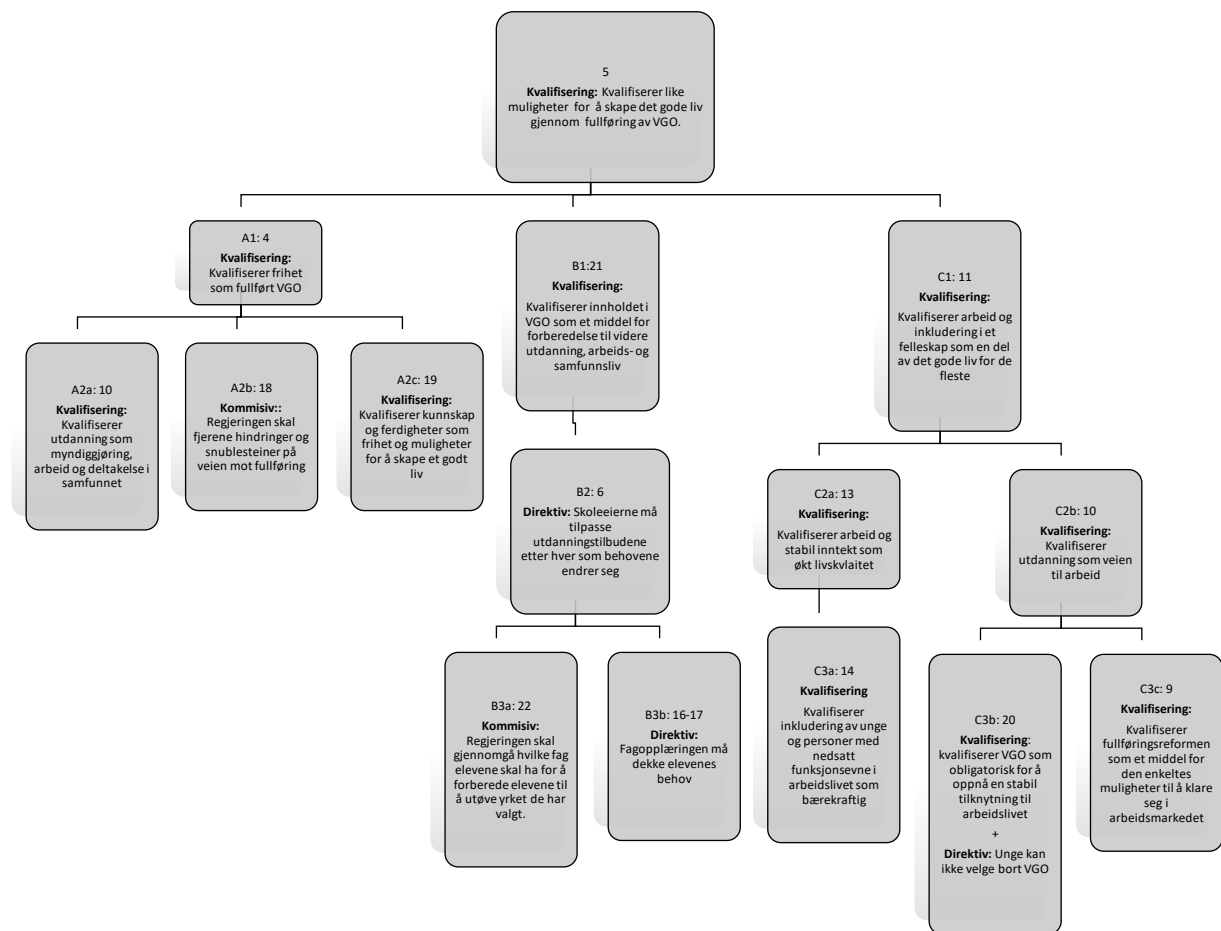 5
Kvalifisering: Kvalifiserer like
muligheter for å skape det gode liv
gjennom fullføring av VGO.
A1: 4
Kvalifisering:
Kvalifiserer frihet
som fullført VGO
A2a: 10
Kvalifisering:
Kvalifiserer
utdanning som
myndiggjøring,
arbeid og deltakelse i
samfunnet
A2b: 18
Kommisiv::
Regjeringen skal
fjerene hindringer og
snublesteiner på
veien mot fullføring
A2c: 19
Kvalifisering:
Kvalifiserer kunnskap
og ferdigheter som
frihet og muligheter
for å skape et godt
liv
B1:21
Kvalifisering:
Kvalifiserer innholdet i
VGO som et middel for
forberedelse til videre
utdanning, arbeids- og
samfunnsliv
B2: 6
Direktiv: Skoleeierne må
tilpasse
utdanningstilbudene
etter hver som behovene
endrer seg
B3a: 22
Kommisiv:
Regjeringen skal
gjennomgå hvilke fag
elevene skal ha for å
forberede elevene til
å utøve yrket de har
valgt.
B3b: 16-17
Direktiv:
Fagopplæringen må
dekke elevenes
behov
C1: 11
Kvalifisering:
Kvalifiserer arbeid og
inkludering i et
felleskap som en del
av det gode liv for de
fleste
C2a: 13
Kvalifisering:
Kvalifiserer arbeid og
stabil inntekt som
økt livskvlaitet
C3a: 14
Kvalifisering
Kvalifiserer
inkludering av unge
og personer med
nedsatt
funksjonsevne i
arbeidslivet som
bærekraftig
C2b: 10
Kvalifisering:
Kvalifiserer
utdanning som veien
til arbeid
C3b: 20
Kvalifisering:
kvalifiserer VGO som
obligatorisk for å
oppnå en stabil
tilknytning til
arbeidslivet
+
Direktiv: Unge kan
ikke velge bort VGO
C3c: 9
Kvalifisering:
Kvalifiserer
fullføringsreformen
som et middel for
den enkeltes
muligheter til å klare
seg i
arbeidsmarkedet